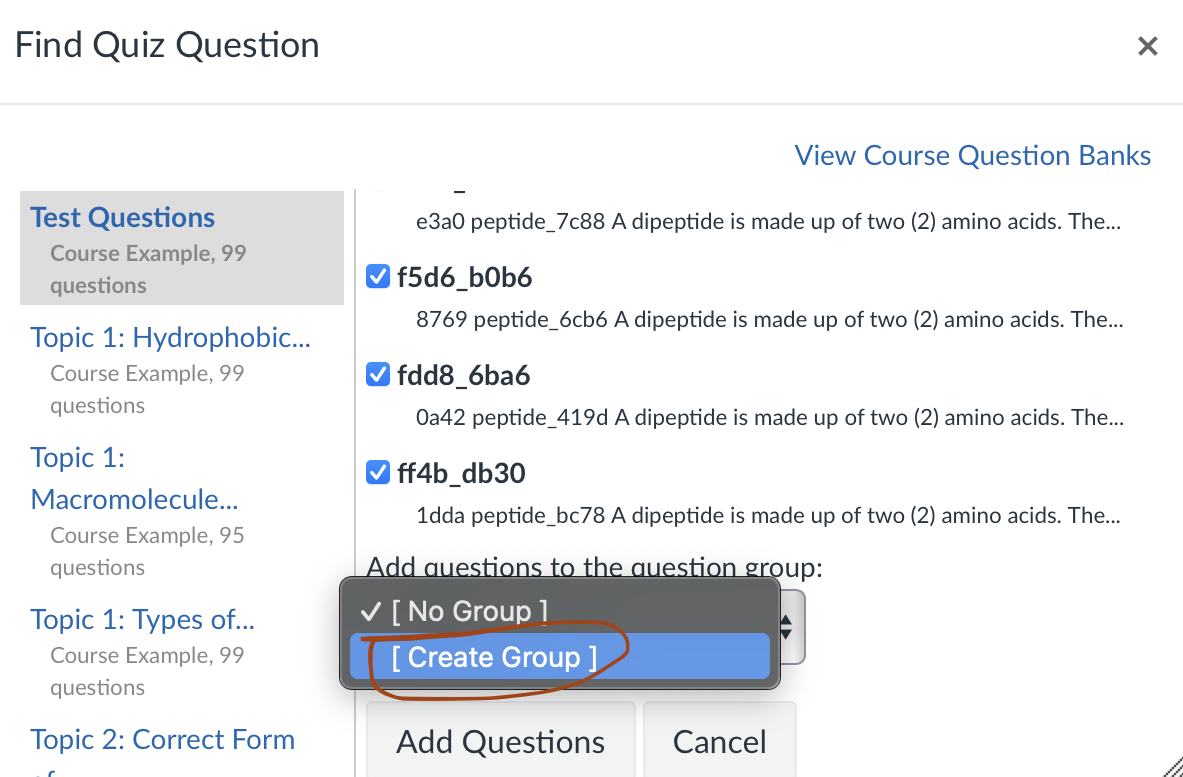 Find Quiz Question
×
View Course Question Banks
Test Questions
Course Example, 99
questions
Topic 1: Hydrophobic...
Course Example, 99
questions
Topic 1:
Macromolecule...
Course Example, 95
questions
Topic 1: Types of...
Course Example, 99
questions
Topic 2: Correct Form
e3a0 peptide_7c88 A dipeptide is made up of two (2) amino acids. The...
f5d6_b0b6
8769 peptide_6cb6 A dipeptide is made up of two (2) amino acids. The...
fdd8_6ba6
0a42 peptide_419d A dipeptide is made up of two (2) amino acids. The...
ff4b_db30
1dda peptide_bc78 A dipeptide is made up of two (2) amino acids. The...
Add questions to the question group:
✓ [ No Group ]
[ Create Group ]
Add Questions
Cancel